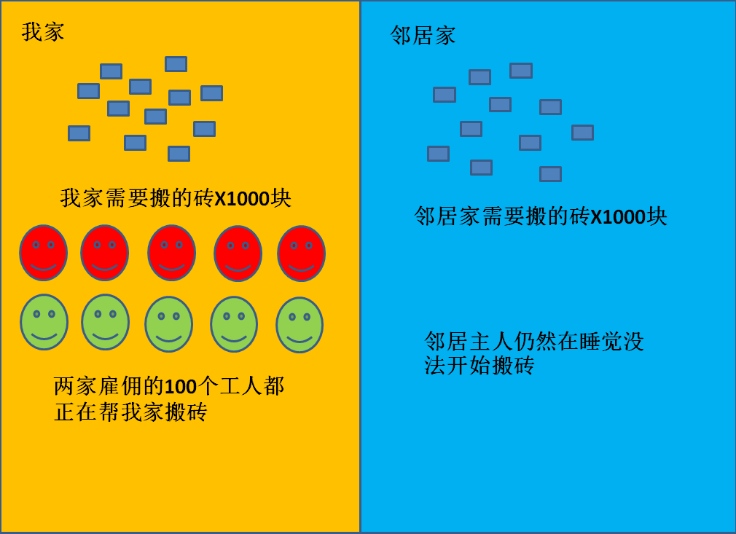 我家
我家需要搬的砖X1000块
两家雇佣的100个工人都
正在帮我家搬砖
邻居家
邻居家需要搬的砖X1000块
邻居主人仍然在睡觉没
法开始搬砖